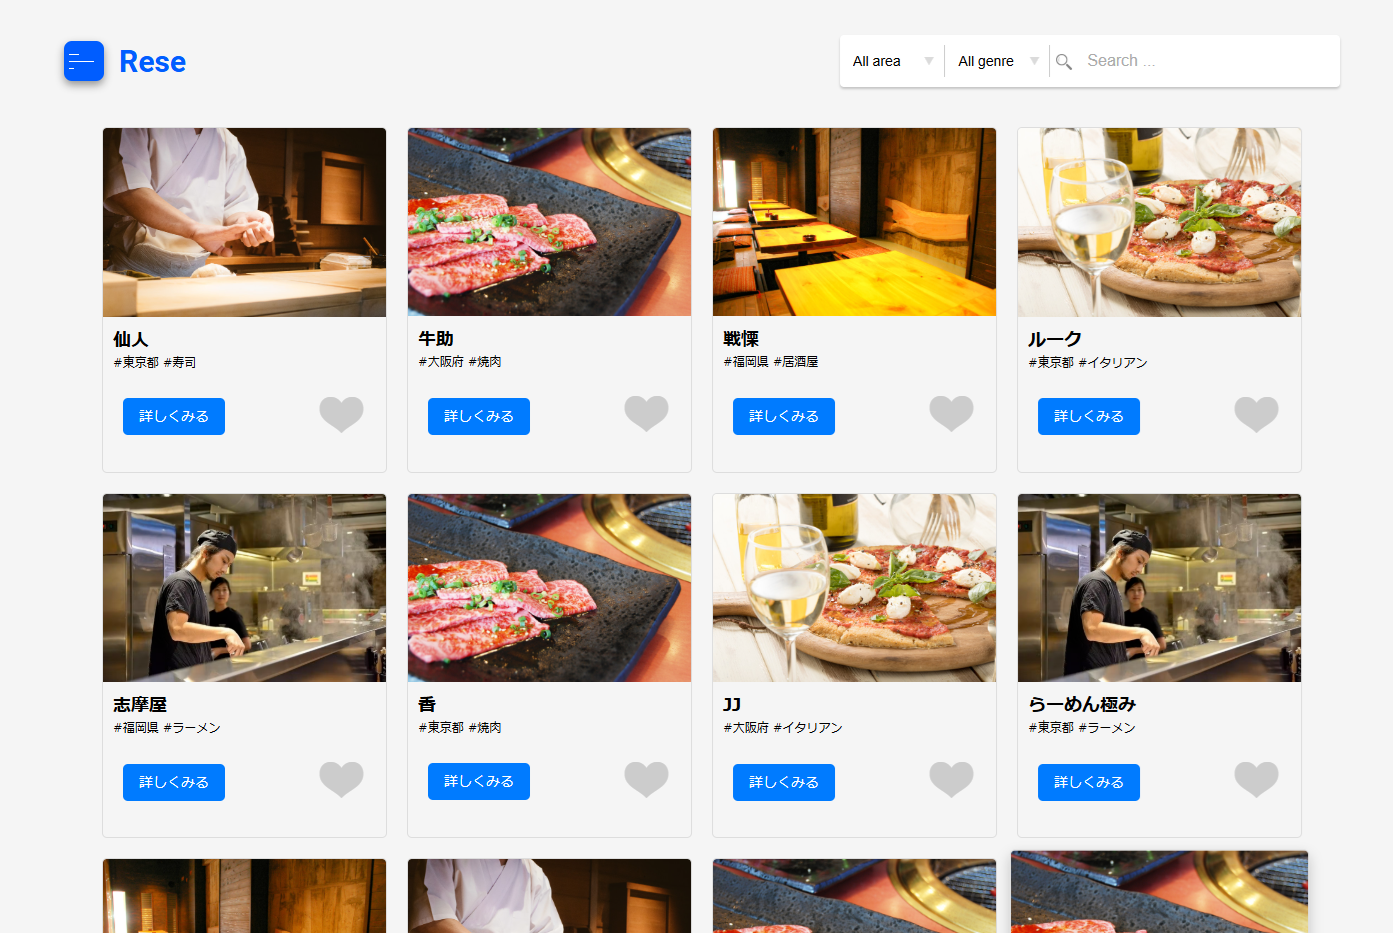 Rese
All area
All genre
Search ...
仙人
#東京都 #寿司
詳しくみる
牛助
#大阪府 #焼肉
詳しくみる
戦慄
#福岡県 #居酒屋
詳しくみる
ルーク
#東京都 #イタリアン
詳しくみる
志摩屋
#福岡県 #ラーメン
詳しくみる
香
#東京都 #焼肉
詳しくみる
JJ
#大阪府 #イタリアン
詳しくみる
らーめん極み
#東京都 #ラーメン
詳しくみる